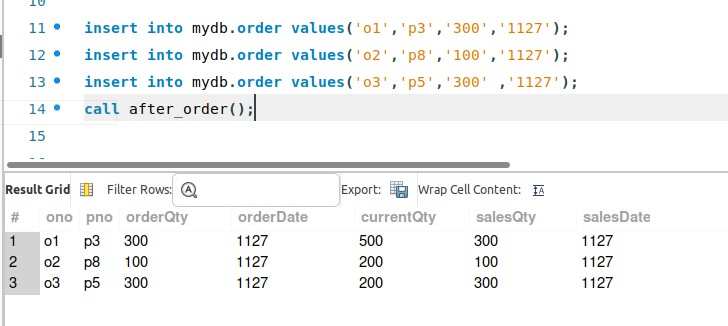 11 insert into mydb.order values('o1','p3','300','1127');
12 insert into mydb.order values('o2','p8','100','1127');
13 insert into mydb.order values('o3','p5','300' ,'1127');
14 call after_order();
15
Result Grid Filter Rows: Export: Wrap Cell Content:
# ono pno orderQty orderDate currentQty salesQty salesDate
1 o1 p3 300 1127 500 300 1127
2 o2 p8 100 1127 200 100 1127
3 o3 p5 300 1127 200 300 1127